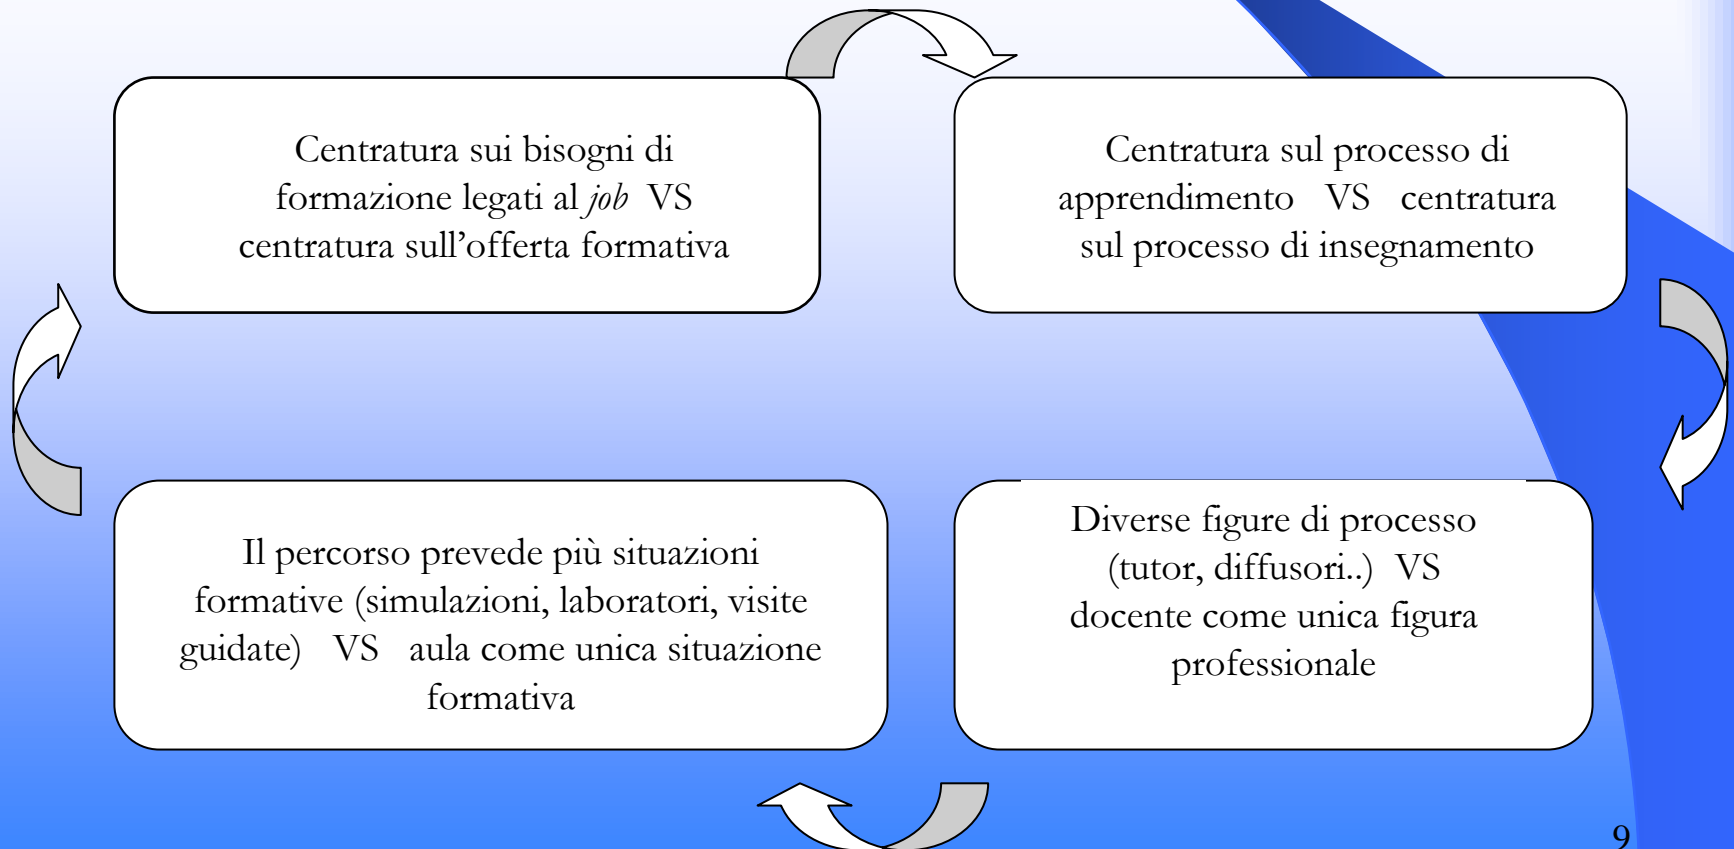 Centratura sui bisogni di
formazione legati al job VS
centratura sull’offerta formativa
Centratura sul processo di
apprendimento VS centratura
sul processo di insegnamento
Il percorso prevede più situazioni
formative (simulazioni, laboratori, visite
guidate) VS aula come unica situazione
formativa
Diverse figure di processo
(tutor, diffusori..) VS
docente come unica figura
professionale
9